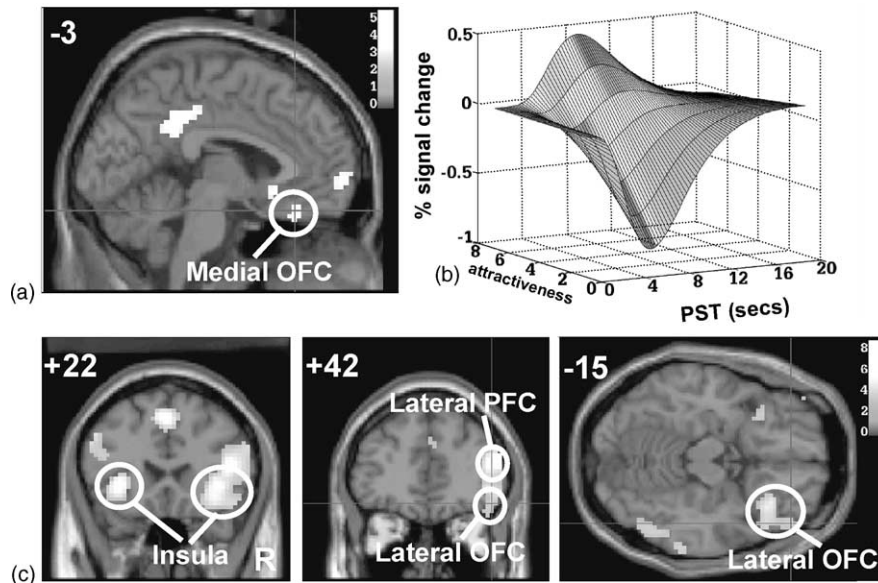 -3
5
4
3
2
1
0
Medial OFC
(a)
0.5
0
-0.5
-1
% signal change
8
6
4
2
0
attractiveness
0
4
8
12
16
20
PST (secs)
(b)
+22
Insula
R
(c)
+42
Lateral PFC
Lateral OFC
-15
8
6
4
2
0
Lateral OFC